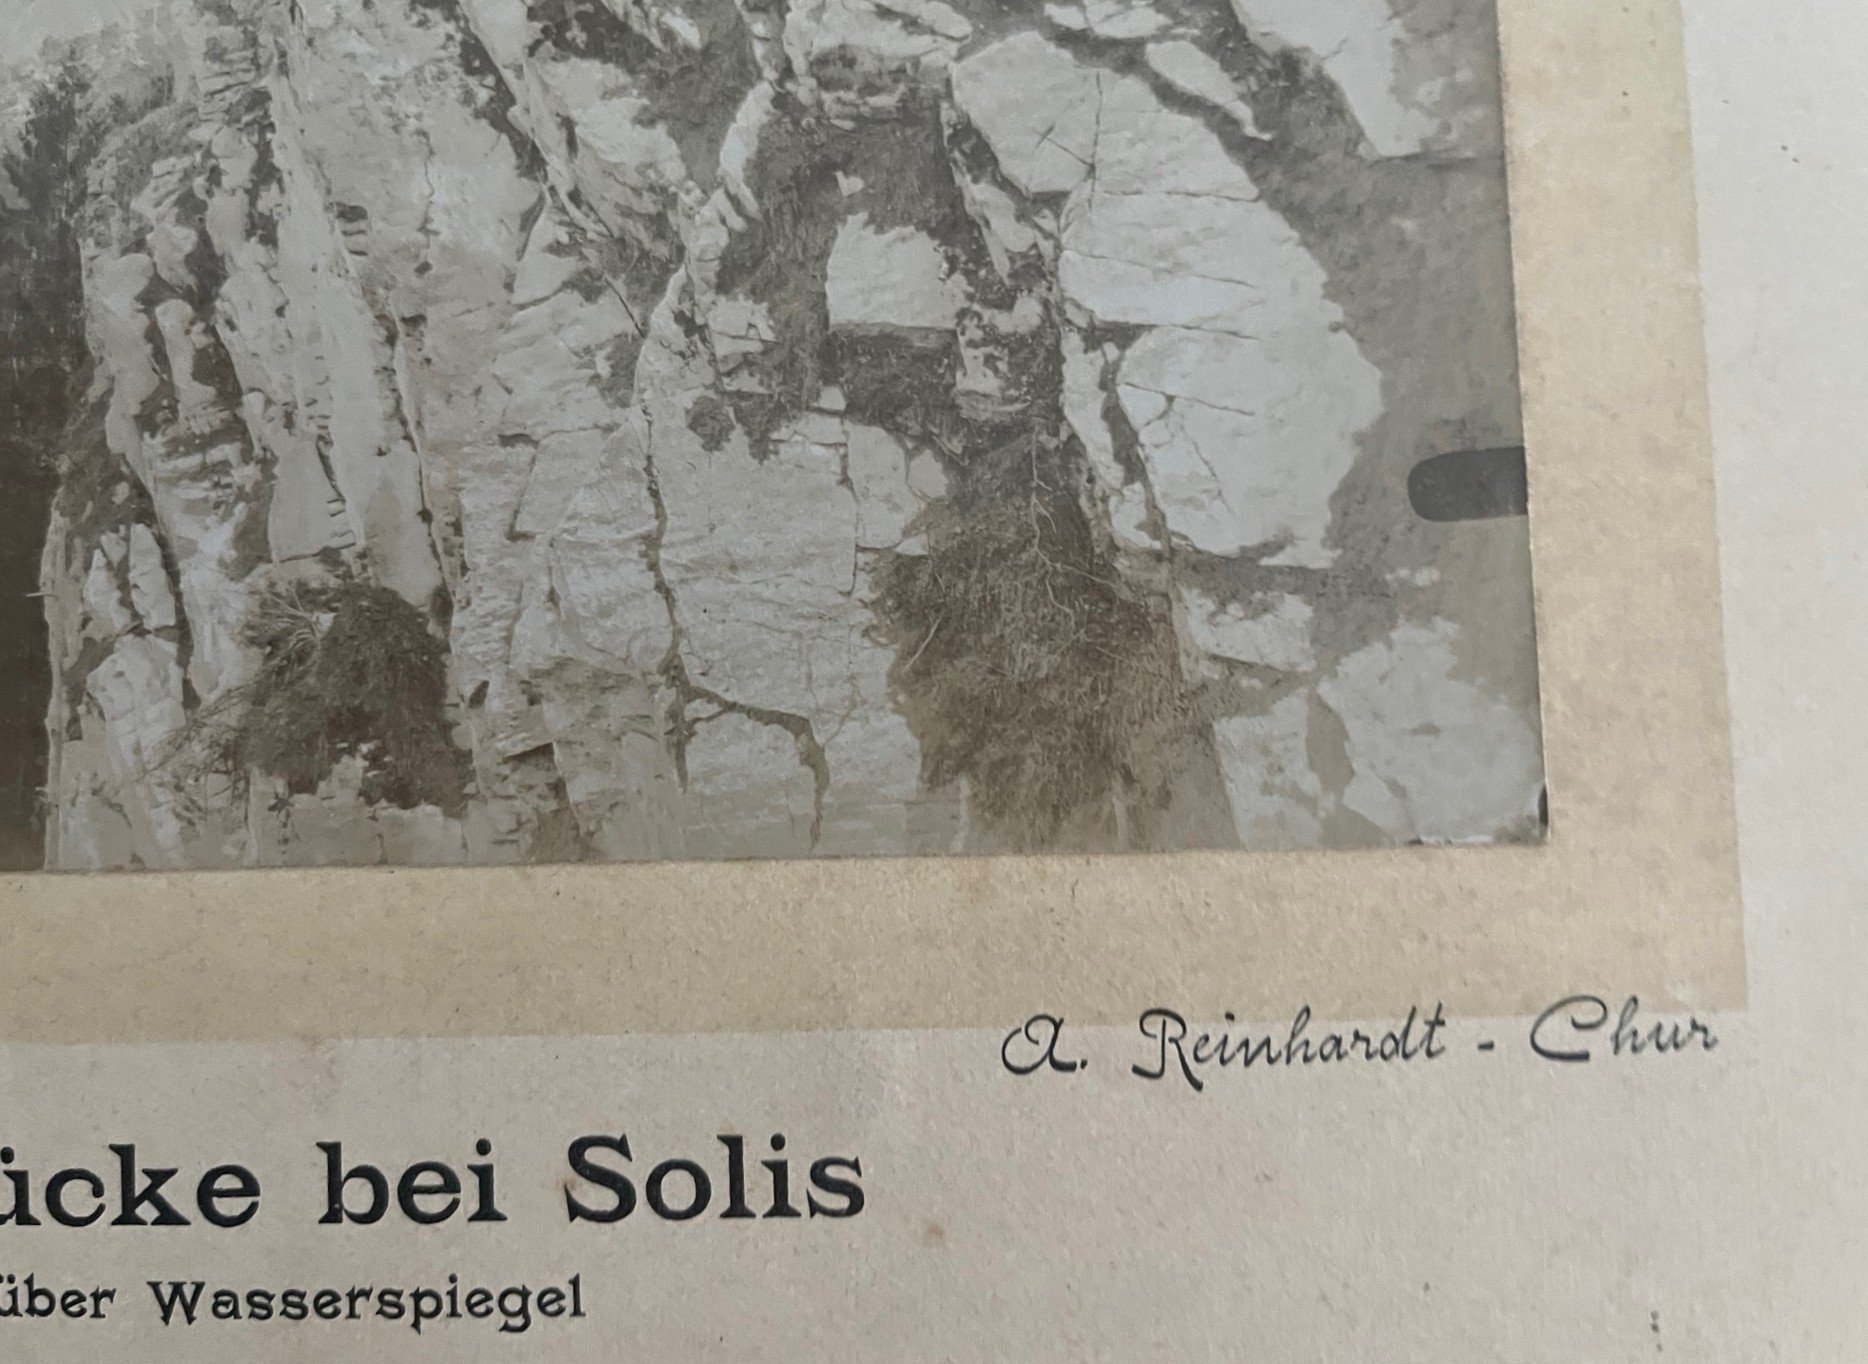 A. Reinhardt - Chur
ücke bei Solis
über Wasserspiegel